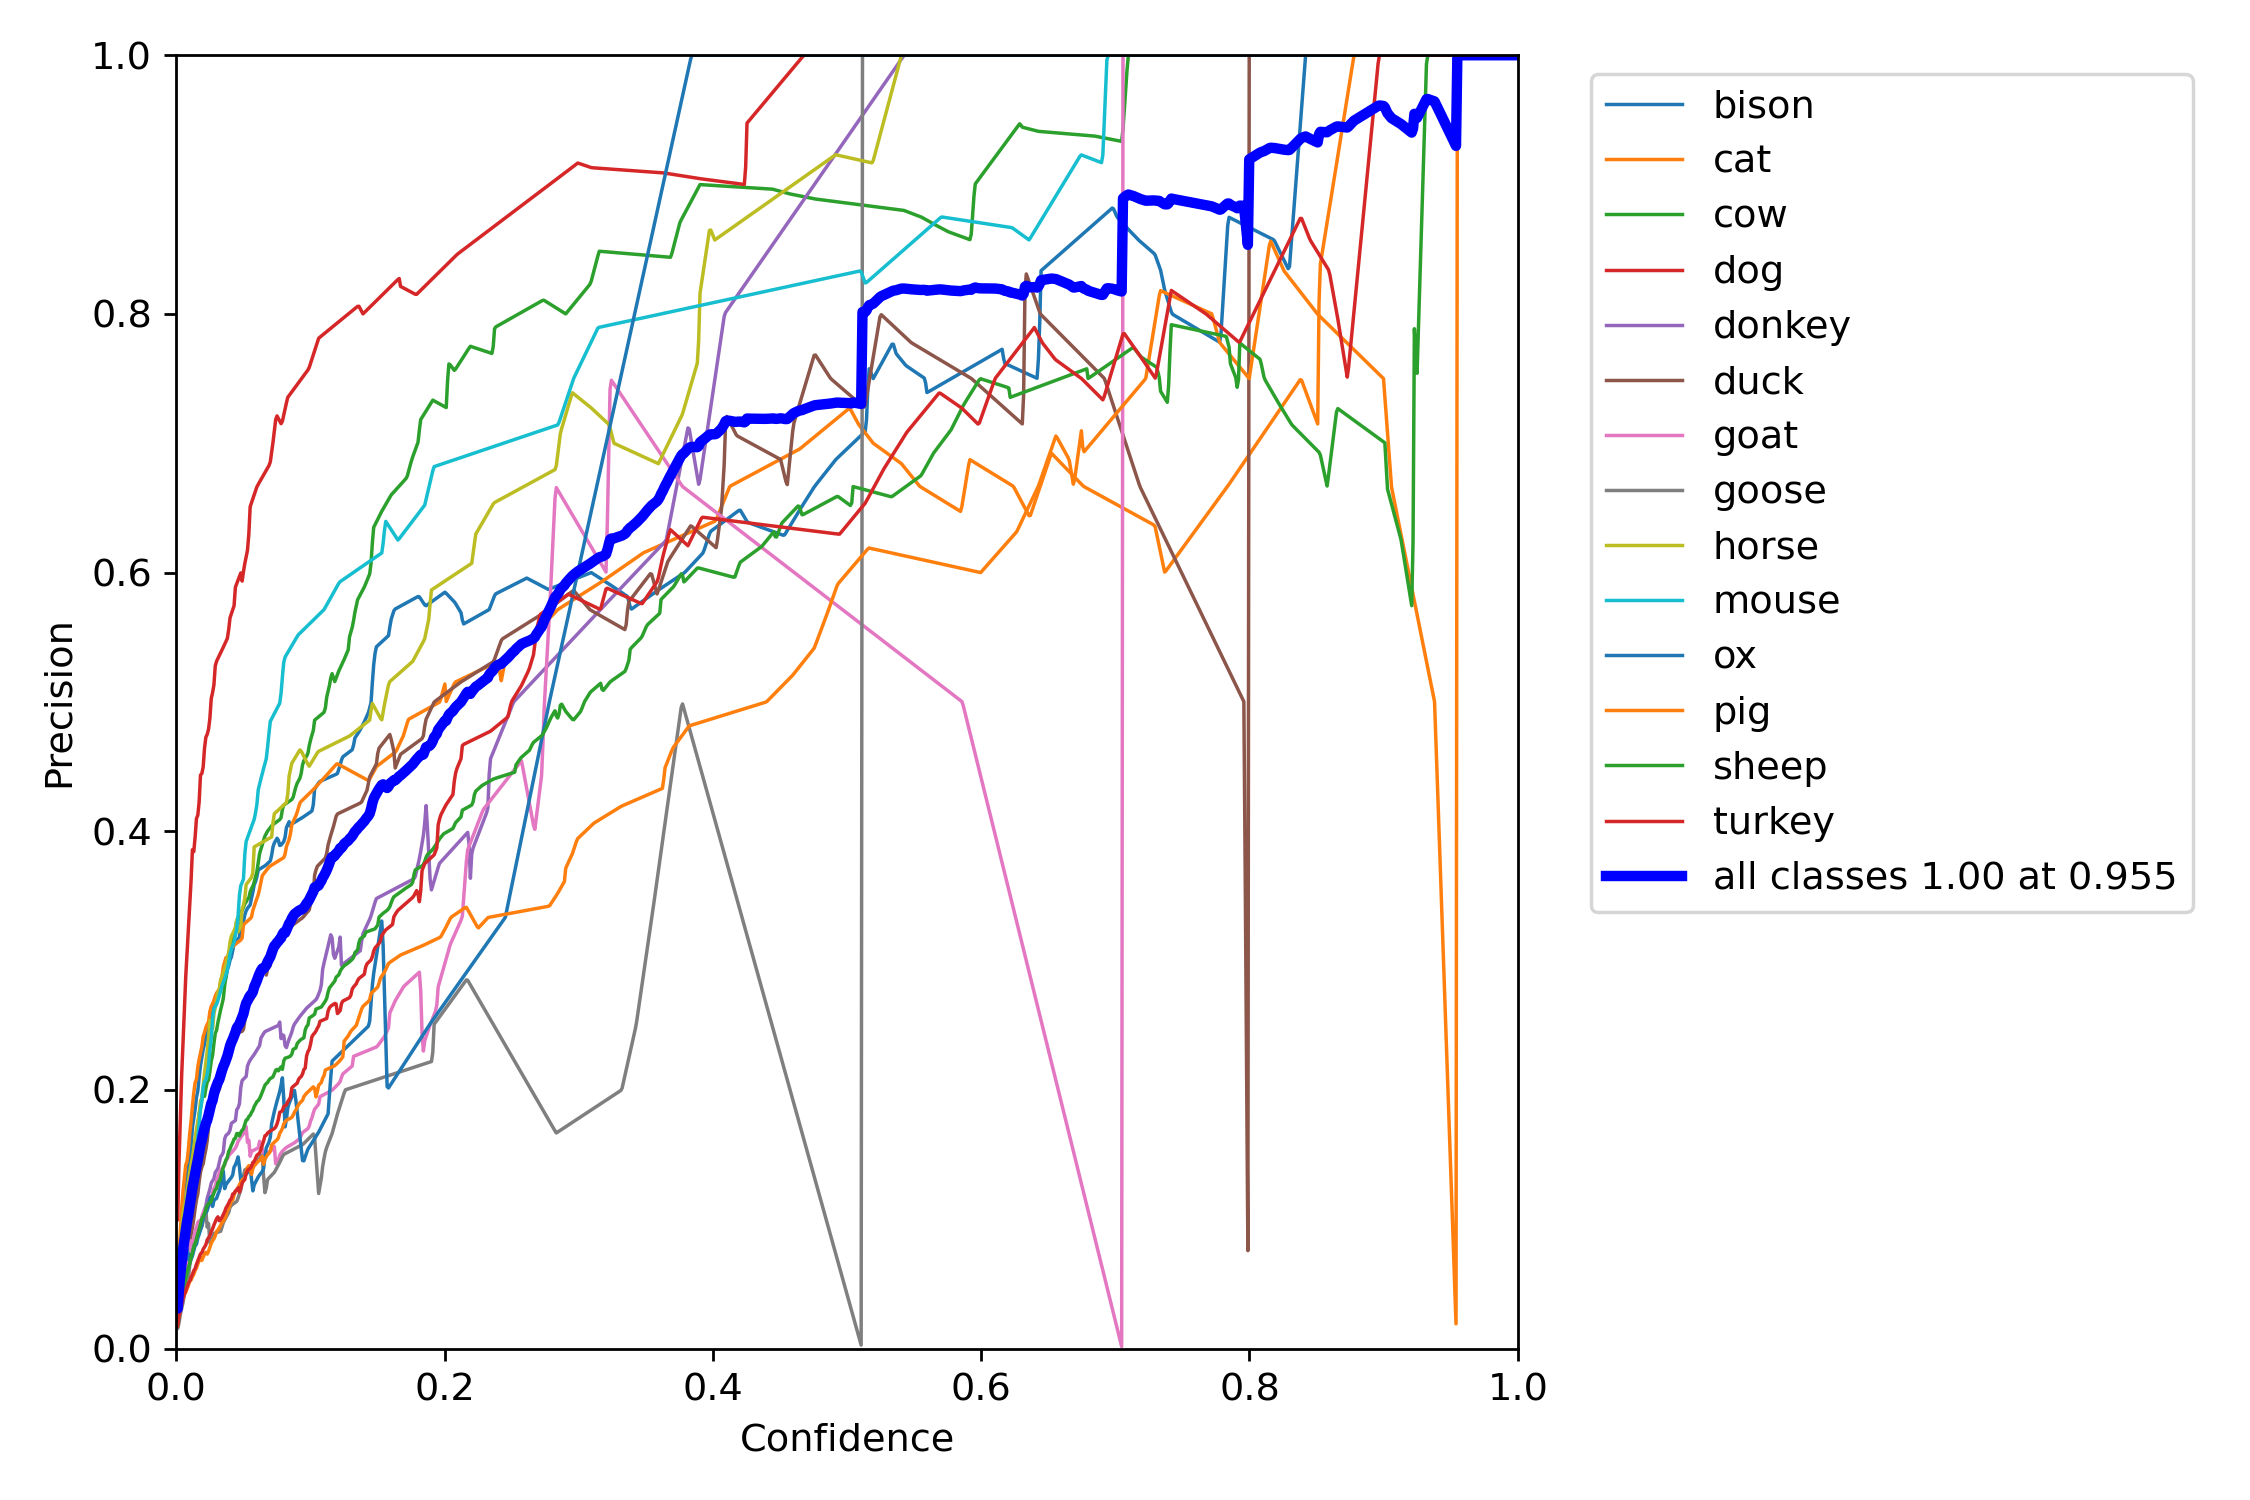 1.0
0.8
0.6
0.4
0.2
0.0
Precision
0.0 0.2 0.4 0.6 0.8 1.0
Confidence
bison
cat
cow
dog
donkey
duck
goat
goose
horse
mouse
ox
pig
sheep
turkey
all classes 1.00 at 0.955